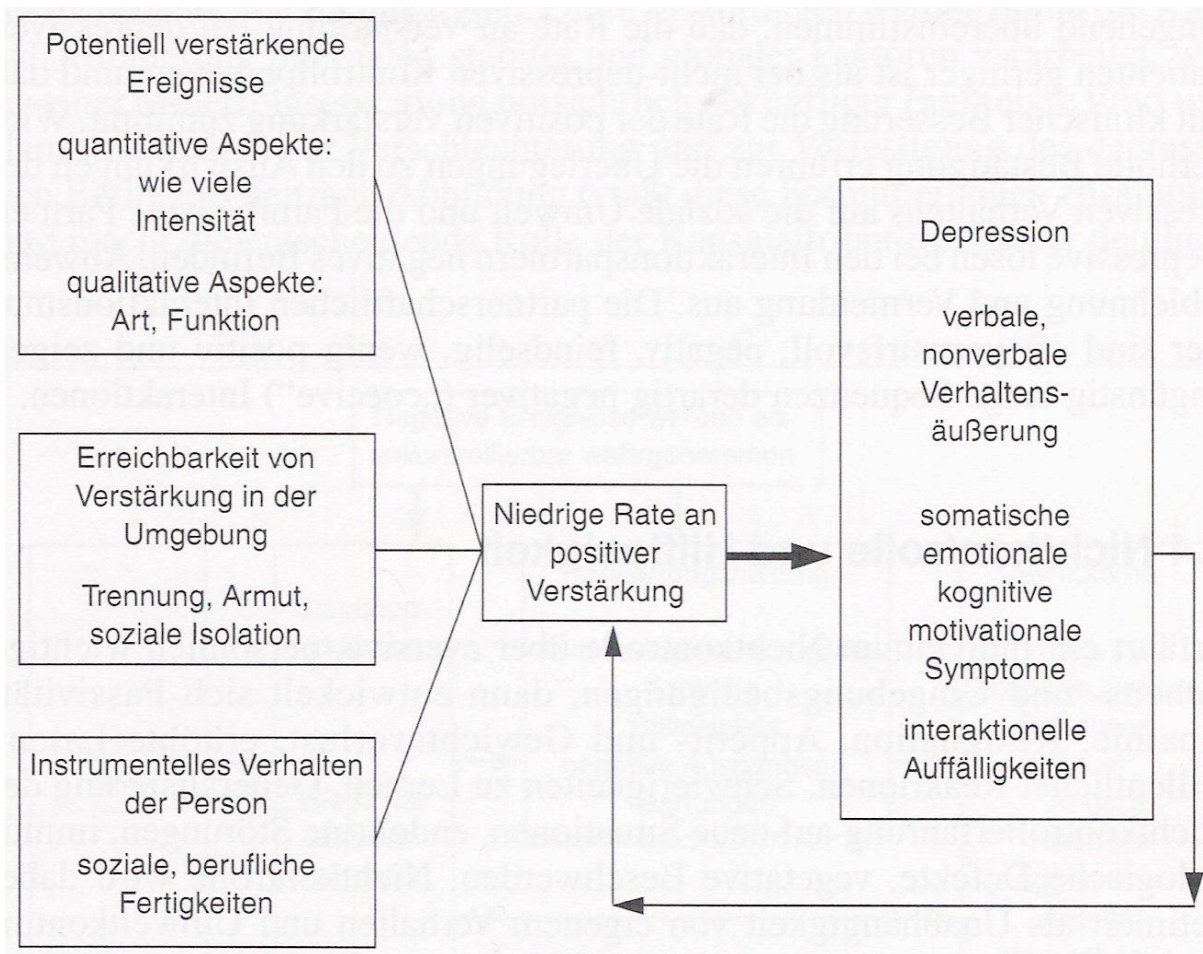 Potentiell verstärkende
Ereignisse
quantitative Aspekte:
wie viele
Intensität
qualitative Aspekte:
Art, Funktion
Erreichbarkeit von
Verstärkung in der
Umgebung
Trennung, Armut,
soziale Isolation
Instrumentelles Verhalten
der Person
soziale, berufliche
Fertigkeiten
Niedrige Rate an
positiver
Verstärkung
Depression
verbale,
nonverbale
Verhaltens-
äußerung
somatische
emotionale
kognitive
motivationale
Symptome
interaktionelle
Auffälligkeiten